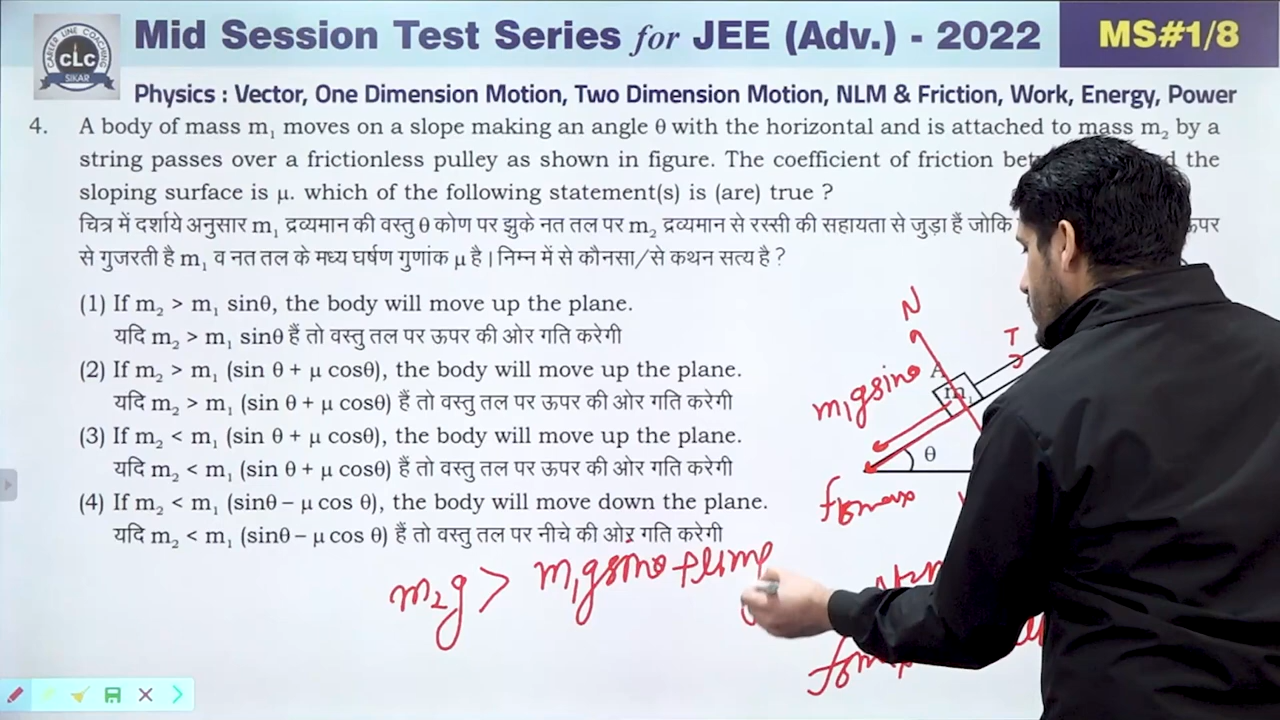 CAREER LINE COACHING
CLC
SIKAR
Mid Session Test Series for JEE (Adv.) - 2022
MS#1/8
Physics : Vector, One Dimension Motion, Two Dimension Motion, NLM & Friction, Work, Energy, Power
4. A body of mass m₁ moves on a slope making an angle θ with the horizontal and is attached to mass m₂ by a
string passes over a frictionless pulley as shown in figure. The coefficient of friction the
sloping surface is μ. which of the following statement(s) is (are) true ?
चित्र में दर्शाये अनुसार m₁ द्रव्यमान की वस्तु θ कोण पर झुके नत तल पर m₂ द्रव्यमान से रस्सी की सहायता से जुड़ा हैं जोकि
से गुजरती है m₁ व नत तल के मध्य घर्षण गुणांक μ है। निम्न में से कौनसा/से कथन सत्य है ?
(1) If m₂ > m₁ sinθ, the body will move up the plane.
यदि m₂ > m₁ sinθ हैं तो वस्तु तल पर ऊपर की ओर गति करेगी
(2) If m₂ > m₁ (sin θ + μ cosθ), the body will move up the plane.
यदि m₂ > m₁ (sin θ + μ cosθ) हैं तो वस्तु तल पर ऊपर की ओर गति करेगी
(3) If m₂ < m₁ (sin θ + μ cosθ), the body will move up the plane.
यदि m₂ < m₁ (sin θ + μ cosθ) हैं तो वस्तु तल पर ऊपर की ओर गति करेगी
(4) If m₂ < m₁ (sinθ – μ cos θ), the body will move down the plane.
यदि m₂ < m₁ (sinθ – μ cos θ) हैं तो वस्तु तल पर नीचे की ओर गति करेगी
N
T
A
m₁
m₁gsinθ
θ
fsmax
m₂g > m₁gsinθ + μm